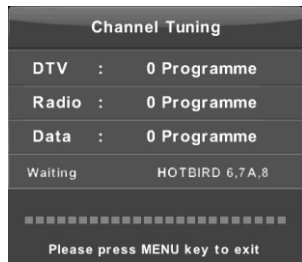 Channel Tuning
DTV : 0 Programme
Radio : 0 Programme
Data : 0 Programme
Waiting HOTBIRD 6,7A,8
Please press MENU key to exit